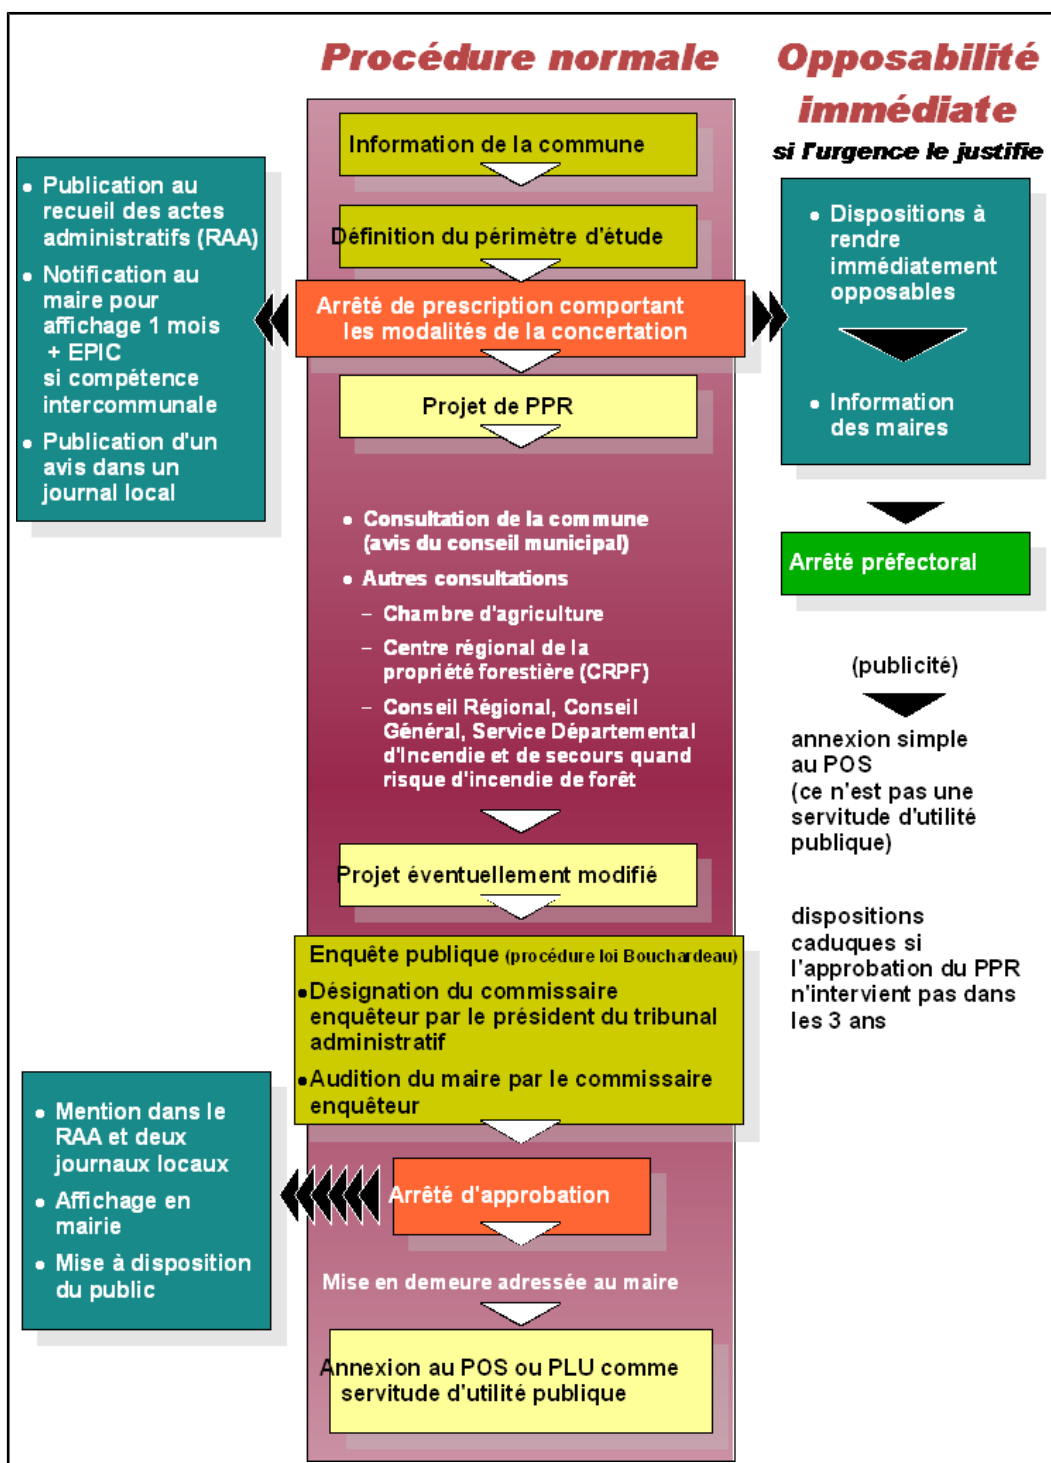 Procédure normale
Opposabilité
immédiate
si l'urgence le justifie
Information de la commune
Définition du périmètre d'étude
Arrêté de prescription comportant
les modalités de la concertation
• Publication au
recueil des actes
administratifs (RAA)
• Notification au
maire pour
affichage 1 mois
+ EPIC
si compétence
intercommunale
• Publication d'un
avis dans un
journal local
• Dispositions à
rendre
immédiatement
opposables
• Information
des maires
Arrêté préfectoral
(publicité)
annexion simple
au POS
(ce n'est pas une
servitude d'utilité
publique)
dispositions
caduques si
l'approbation du PPR
n'intervient pas dans
les 3 ans
Projet de PPR
• Consultation de la commune
(avis du conseil municipal)
• Autres consultations
– Chambre d'agriculture
– Centre régional de la
propriété forestière (CRPF)
– Conseil Régional, Conseil
Général, Service Départemental
d'Incendie et de secours quand
risque d'incendie de forêt
Projet éventuellement modifié
Enquête publique (procédure loi Bouchardeau)
• Désignation du commissaire
enquêteur par le président du tribunal
administratif
• Audition du maire par le commissaire
enquêteur
Arrêté d'approbation
• Mention dans le
RAA et deux
journaux locaux
• Affichage en
mairie
• Mise à disposition
du public
Mise en demeure adressée au maire
Annexion au POS ou PLU comme
servitude d'utilité publique